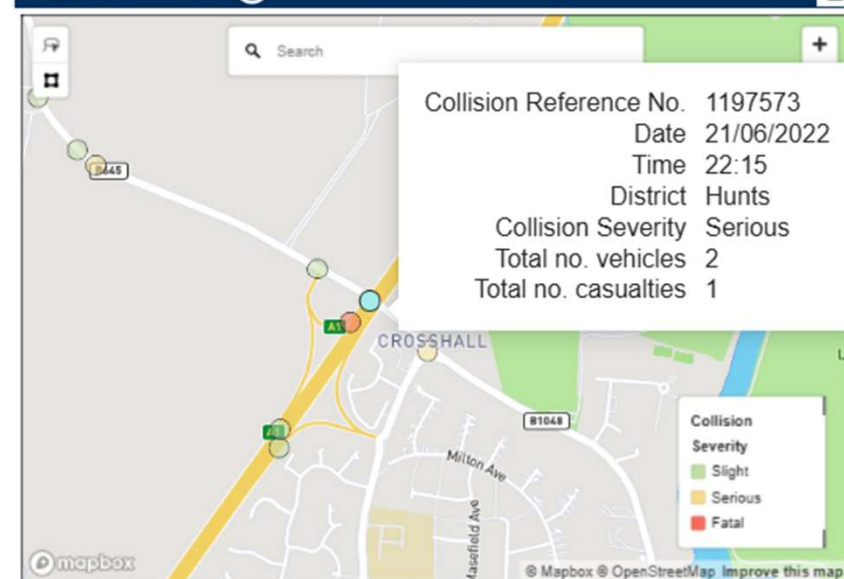 Search
+
Collision Reference No. 1197573
Date 21/06/2022
Time 22:15
District Hunts
Collision Severity Serious
Total no. vehicles 2
Total no. casualties 1
B645
A1
CROSSHALL
A1
B1048
Milton Ave
Masefield Ave
Collision
Severity
Slight
Serious
Fatal
mapbox
© Mapbox © OpenStreetMap Improve this map